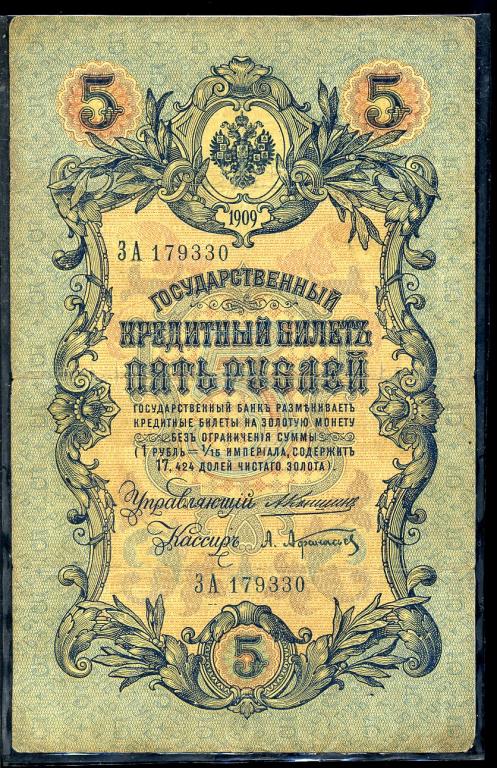 5 5
1909
ЗА 179330
ГОСУДАРСТВЕННЫЙ
КРЕДИТНЫЙ БИЛЕТЪ
ПЯТЬ РУБЛЕЙ
ГОСУДАРСТВЕННЫЙ БАНКЪ РАЗМѢНИВАЕТЪ
КРЕДИТНЫЕ БИЛЕТЫ НА ЗОЛОТУЮ МОНЕТУ
БЕЗЪ ОГРАНИЧЕНІЯ СУММЫ
(1 РУБЛЬ = 1/15 ИМПЕРІАЛА, СОДЕРЖИТЪ
17,424 ДОЛЕЙ ЧИСТАГО ЗОЛОТА).
Управляющій
Кассиръ А. Афанасьев
ЗА 179330
5